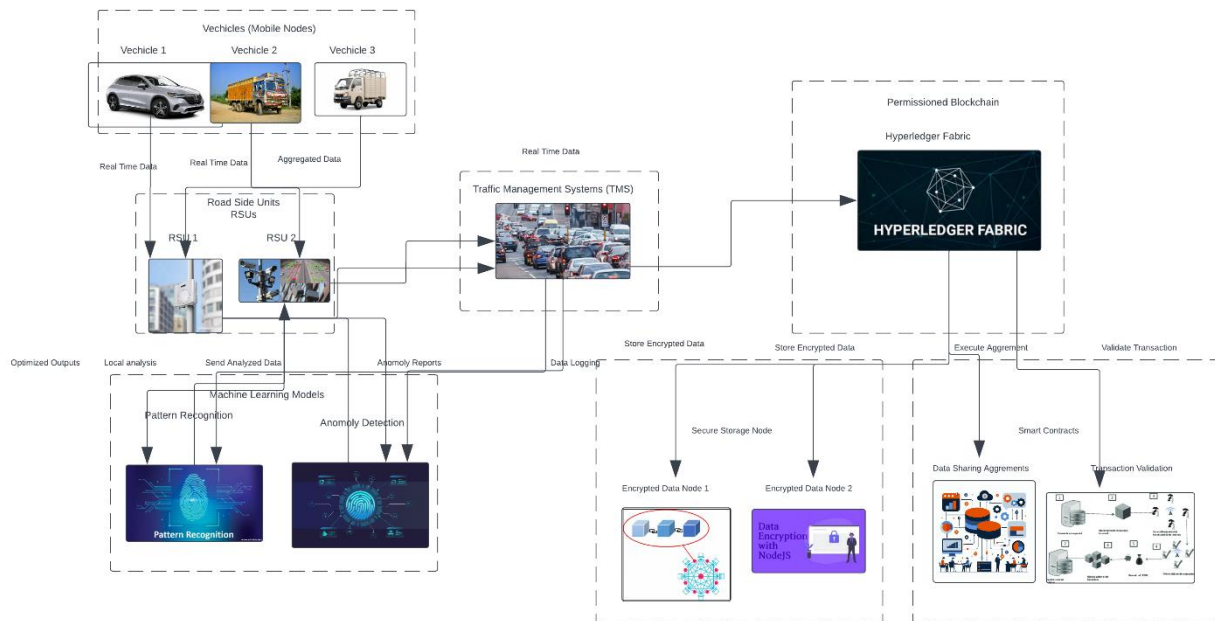 Vechicles (Mobile Nodes)
Vechicle 1
Vechicle 2
Vechicle 3
Real Time Data
Real Time Data
Aggregated Data
Road Side Units
RSUs
RSU 1
RSU 2
Real Time Data
Traffic Management Systems (TMS)
Permissioned Blockchain
Hyperledger Fabric
HYPERLEDGER FABRIC
Optimized Outputs
Local analysis
Send Analyzed Data
Anomoly Reports
Data Logging
Store Encrypted Data
Store Encrypted Data
Execute Aggrement
Validate Transaction
Machine Learning Models
Pattern Recognition
Anomoly Detection
Pattern Recognition
Secure Storage Node
Encrypted Data Node 1
Encrypted Data Node 2
Data
Encryption
with
NodeJS
Smart Contracts
Data Sharing Aggrements
Transaction Validation